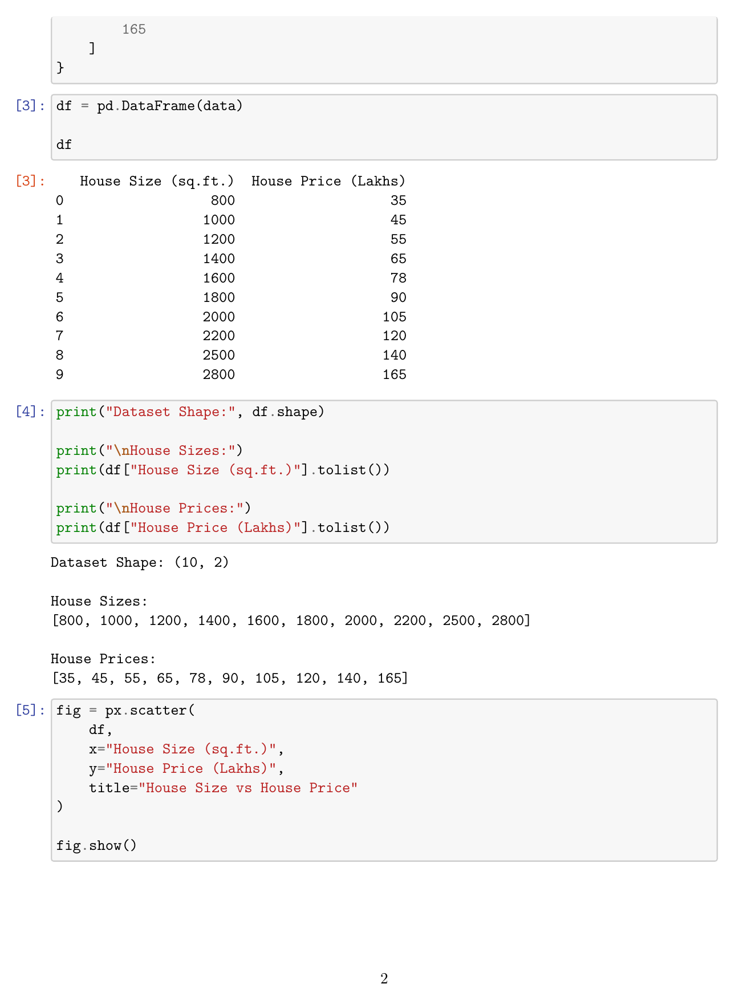 165
]
}
[3]: df = pd.DataFrame(data)
df
[3]: House Size (sq.ft.) House Price (Lakhs)
0 800 35
1 1000 45
2 1200 55
3 1400 65
4 1600 78
5 1800 90
6 2000 105
7 2200 120
8 2500 140
9 2800 165
[4]: print("Dataset Shape:", df.shape)
print("\nHouse Sizes:")
print(df["House Size (sq.ft.)"].tolist())
print("\nHouse Prices:")
print(df["House Price (Lakhs)"].tolist())
Dataset Shape: (10, 2)
House Sizes:
[800, 1000, 1200, 1400, 1600, 1800, 2000, 2200, 2500, 2800]
House Prices:
[35, 45, 55, 65, 78, 90, 105, 120, 140, 165]
[5]: fig = px.scatter(
df,
x="House Size (sq.ft.)",
y="House Price (Lakhs)",
title="House Size vs House Price"
)
fig.show()
2